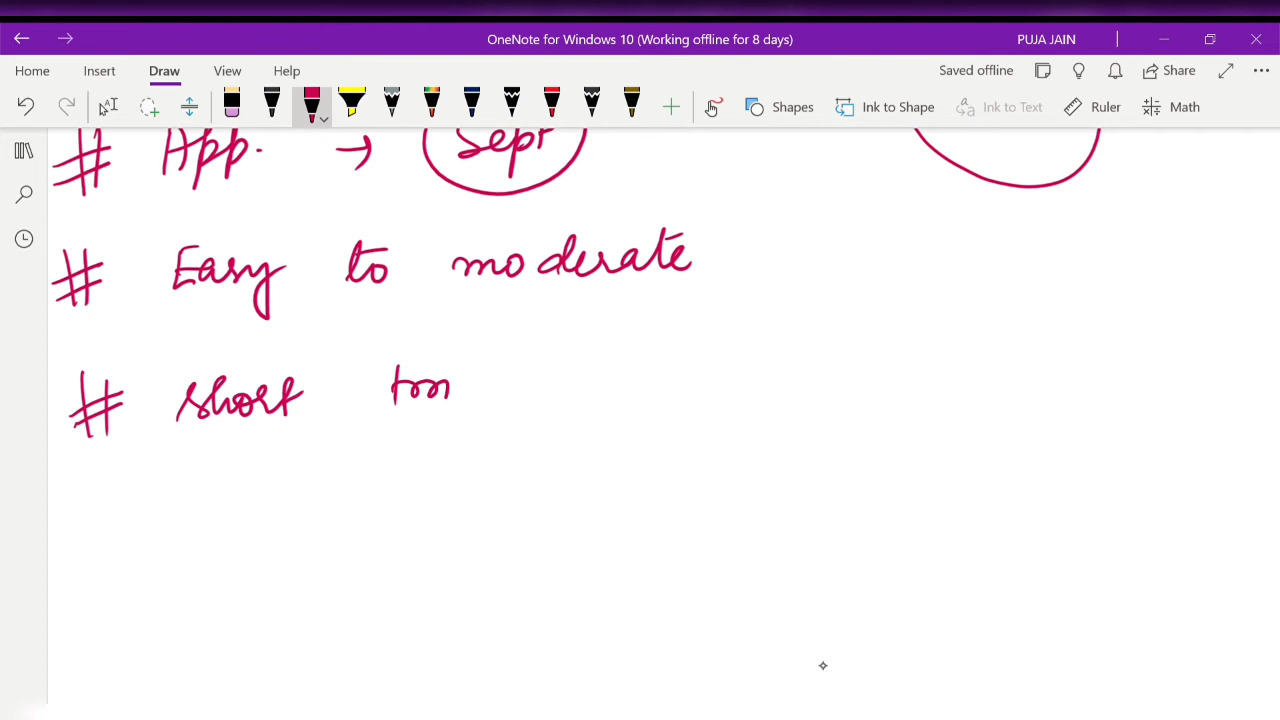 OneNote for Windows 10 (Working offline for 8 days) PUJA JAIN
Home Insert Draw View Help Saved offline Share
Shapes Ink to Shape Ink to Text Ruler Math
# App. → Sept
# Easy to moderate
# short